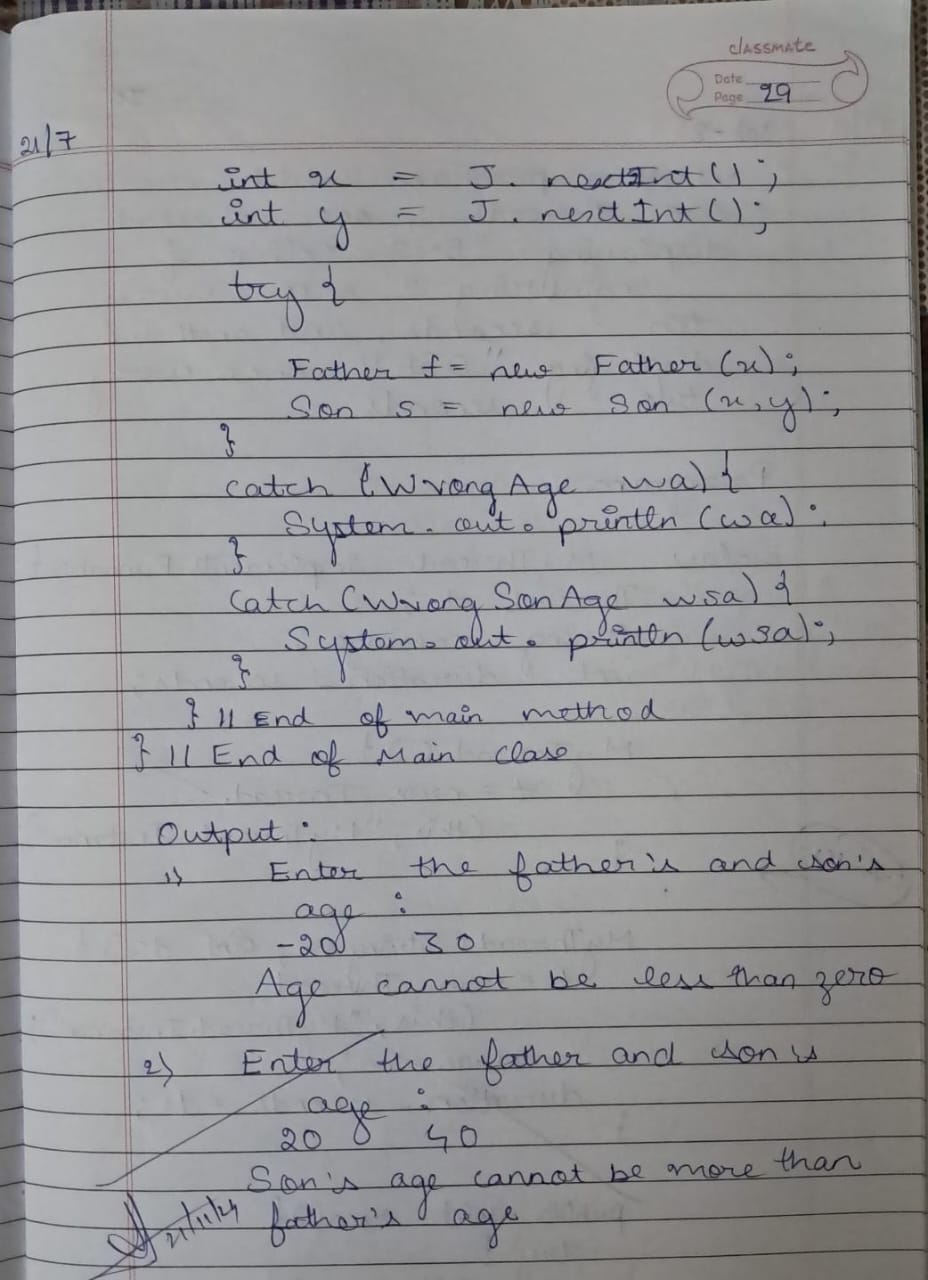 classmate
Date
Page 29
21/7
int x = J. nextInt();
int y = J. nextInt();
try {
Father f = new Father (x);
Son s = new Son (x, y);
}
catch (WrongAge wa) {
System. out. println (wa);
}
Catch (Wrong Son Age wsa) {
System. out. println (wsa);
}
} // End of main method
} // End of Main Class
Output :
1) Enter the father's and son's
age :
-20 30
Age cannot be less than zero
2) Enter the father and son's
age :
20 40
Son's age cannot be more than
father's age
21/11/24